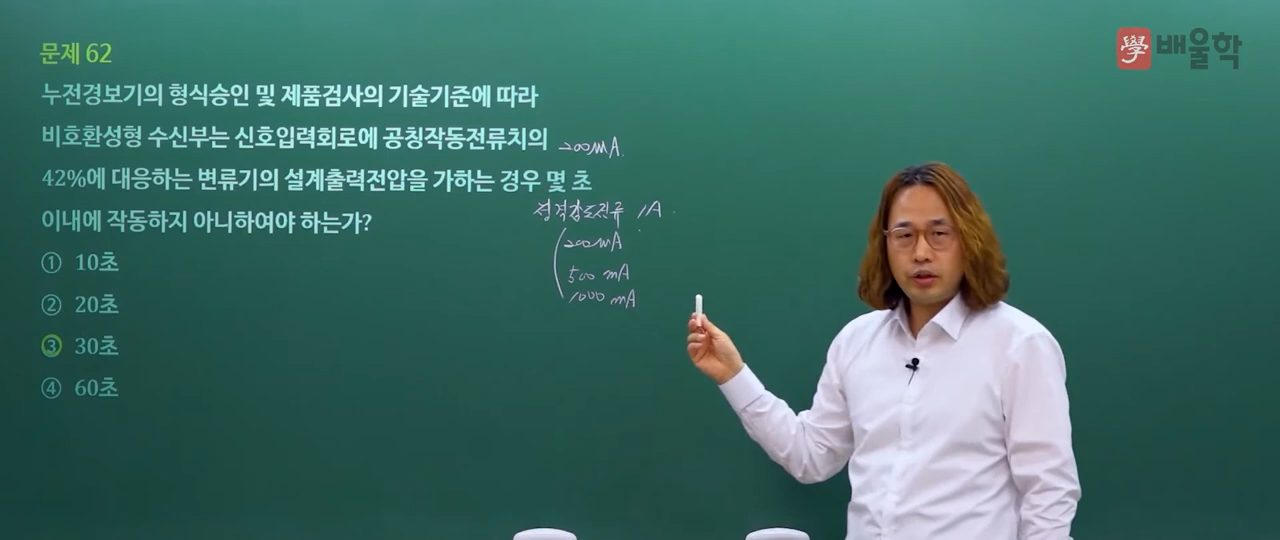 學 배울학
문제 62
누전경보기의 형식승인 및 제품검사의 기술기준에 따라
비호환성형 수신부는 신호입력회로에 공칭작동전류치의
200mA.
42%에 대응하는 변류기의 설계출력전압을 가하는 경우 몇 초
이내에 작동하지 아니하여야 하는가?
정격감도전류 1A.
200mA
500mA
1000mA
① 10초
② 20초
③ 30초
④ 60초